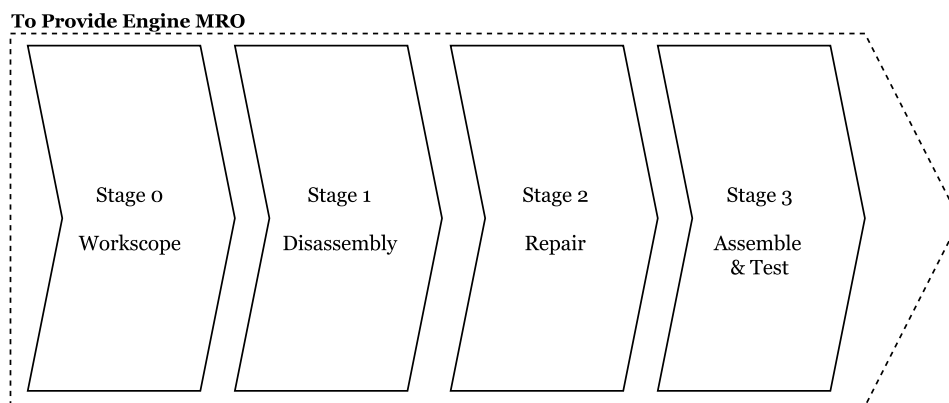 To Provide Engine MRO
Stage 0
Workscope
Stage 1
Disassembly
Stage 2
Repair
Stage 3
Assemble
& Test